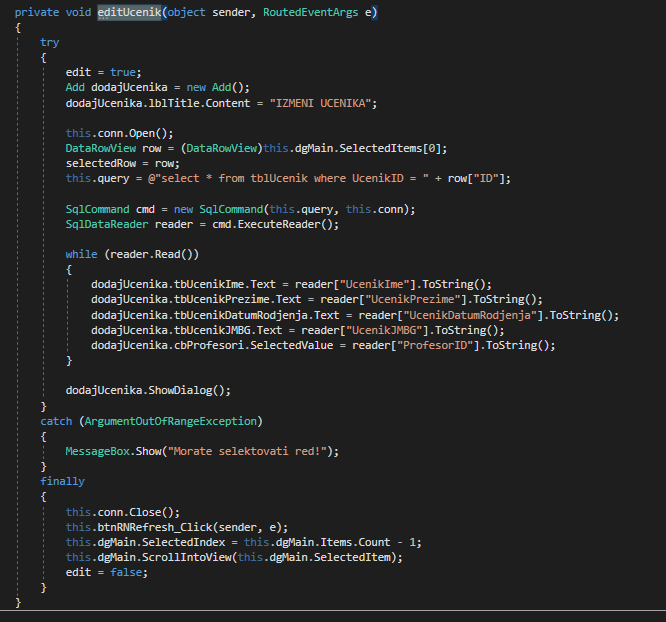 private void editUcenik(object sender, RoutedEventArgs e)
{
try
{
edit = true;
Add dodajUcenika = new Add();
dodajUcenika.lblTitle.Content = "IZMENI UCENIKA";
this.conn.Open();
DataRowView row = (DataRowView)this.dgMain.SelectedItems[0];
selectedRow = row;
this.query = @"select * from tblUcenik where UcenikID = " + row["ID"];
SqlCommand cmd = new SqlCommand(this.query, this.conn);
SqlDataReader reader = cmd.ExecuteReader();
while (reader.Read())
{
dodajUcenika.tbUcenikIme.Text = reader["UcenikIme"].ToString();
dodajUcenika.tbUcenikPrezime.Text = reader["UcenikPrezime"].ToString();
dodajUcenika.tbUcenikDatumRodjenja.Text = reader["UcenikDatumRodjenja"].ToString();
dodajUcenika.tbUcenikJMBG.Text = reader["UcenikJMBG"].ToString();
dodajUcenika.cbProfesori.SelectedValue = reader["ProfesorID"].ToString();
}
dodajUcenika.ShowDialog();
}
catch (ArgumentOutOfRangeException)
{
MessageBox.Show("Morate selektovati red!");
}
finally
{
this.conn.Close();
this.btnRNRefresh_Click(sender, e);
this.dgMain.SelectedIndex = this.dgMain.Items.Count - 1;
this.dgMain.ScrollIntoView(this.dgMain.SelectedItem);
edit = false;
}
}